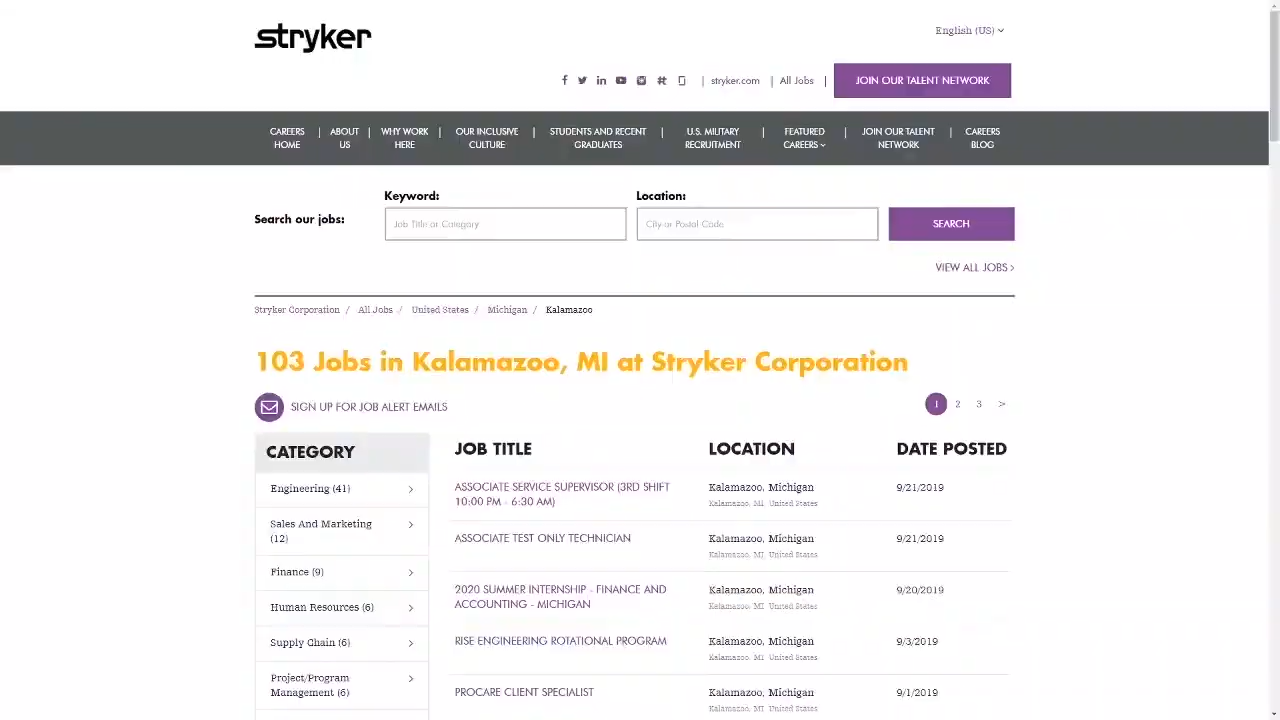 stryker
English (US)
stryker.com
All Jobs
JOIN OUR TALENT NETWORK
CAREERS HOME
ABOUT US
WHY WORK HERE
OUR INCLUSIVE CULTURE
STUDENTS AND RECENT GRADUATES
U.S. MILITARY RECRUITMENT
FEATURED CAREERS
JOIN OUR TALENT NETWORK
CAREERS BLOG
Search our jobs:
Keyword:
Job Title or Category
Location:
City or Postal Code
SEARCH
VIEW ALL JOBS >
Stryker Corporation / All Jobs / United States / Michigan / Kalamazoo
103 Jobs in Kalamazoo, MI at Stryker Corporation
SIGN UP FOR JOB ALERT EMAILS
1 2 3 >
CATEGORY
Engineering (41)
Sales And Marketing
(12)
Finance (9)
Human Resources (6)
Supply Chain (6)
Project/Program
Management (6)
JOB TITLE LOCATION DATE POSTED
ASSOCIATE SERVICE SUPERVISOR (3RD SHIFT
10:00 PM - 6:30 AM)
Kalamazoo, Michigan
Kalamazoo, MI, United States
9/21/2019
ASSOCIATE TEST ONLY TECHNICIAN
Kalamazoo, Michigan
Kalamazoo, MI, United States
9/21/2019
2020 SUMMER INTERNSHIP - FINANCE AND
ACCOUNTING - MICHIGAN
Kalamazoo, Michigan
Kalamazoo, MI, United States
9/20/2019
RISE ENGINEERING ROTATIONAL PROGRAM
Kalamazoo, Michigan
Kalamazoo, MI, United States
9/3/2019
PROCARE CLIENT SPECIALIST
Kalamazoo, Michigan
Kalamazoo, MI, United States
9/1/2019